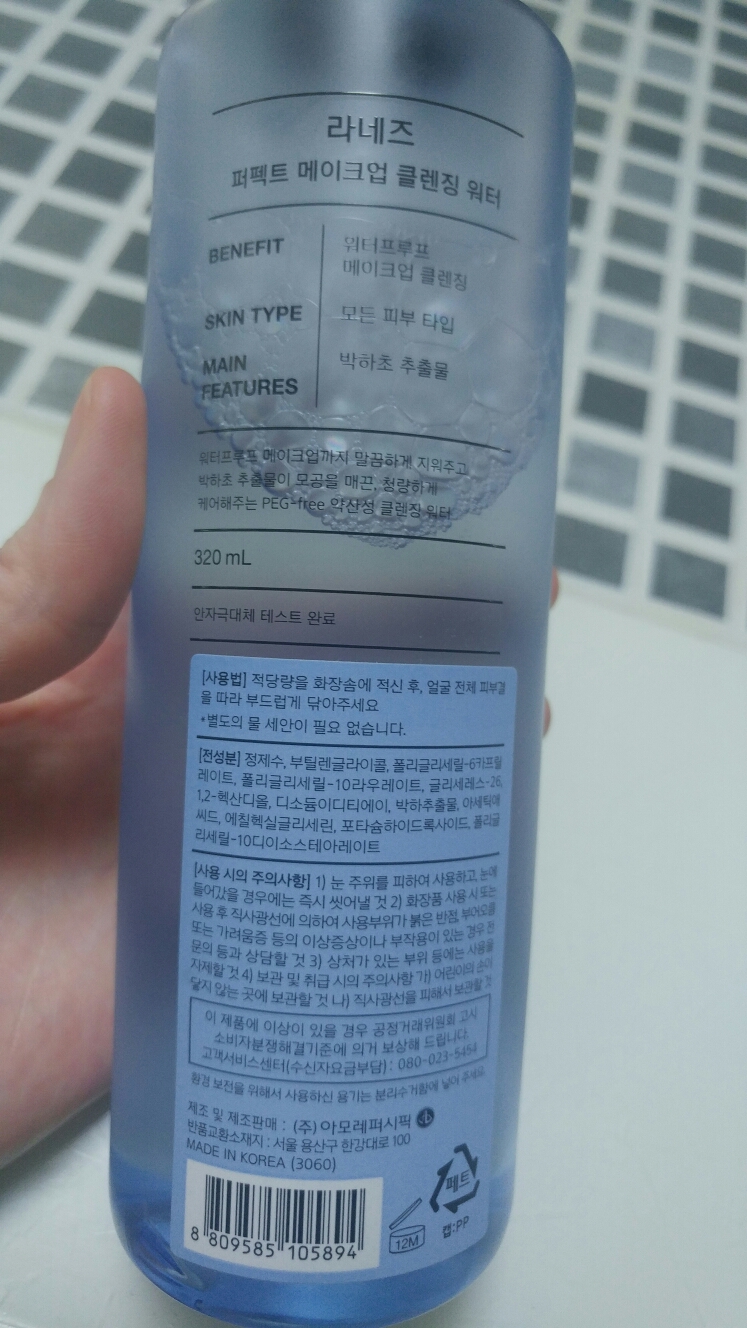 라네즈
퍼펙트 메이크업 클렌징 워터
BENEFIT
워터프루프
메이크업 클렌징
SKIN TYPE
모든 피부 타입
MAIN
FEATURES
박하초 추출물
워터프루프 메이크업까지 말끔하게 지워주고
박하초 추출물이 모공을 매끈, 청량하게
케어해주는 PEG-free 약산성 클렌징 워터
320 mL
안자극대체 테스트 완료
[사용법] 적당량을 화장솜에 적신 후, 얼굴 전체 피부결
을 따라 부드럽게 닦아주세요
*별도의 물 세안이 필요 없습니다.
[전성분] 정제수, 부틸렌글라이콜, 폴리글리세릴-6카프릴
레이트, 폴리글리세릴-10라우레이트, 글리세레스-26,
1,2-헥산디올, 디소듐이디티에이, 박하추출물, 아세틱애
씨드, 에칠헥실글리세린, 포타슘하이드록사이드, 폴리글
리세릴-10디이소스테아레이트
[사용 시의 주의사항] 1) 눈 주위를 피하여 사용하고, 눈에
들어갔을 경우에는 즉시 씻어낼 것 2) 화장품 사용 시 또는
사용 후 직사광선에 의하여 사용부위가 붉은 반점, 부어오름
또는 가려움증 등의 이상증상이나 부작용이 있는 경우 전
문의 등과 상담할 것 3) 상처가 있는 부위 등에는 사용을
자제할 것 4) 보관 및 취급 시의 주의사항 가) 어린이의 손이
닿지 않는 곳에 보관할 것 나) 직사광선을 피해서 보관할 것
이 제품에 이상이 있을 경우 공정거래위원회 고시
소비자분쟁해결기준에 의거 보상해 드립니다.
고객서비스센터(수신자요금부담) : 080-023-5454
환경 보전을 위해서 사용하신 용기는 분리수거함에 넣어 주세요.
제조 및 제조판매 : (주)아모레퍼시픽
반품교환소재지 : 서울 용산구 한강대로 100
MADE IN KOREA (3060)
페트
캡:PP
12M
8 809585 105894